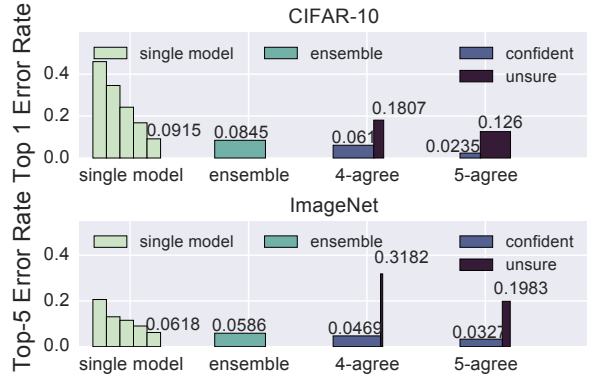 CIFAR-10
Top 1 Error Rate
0.4
0.2
0.0
single model
ensemble
confident
unsure
0.0915
0.0845
0.061
0.1807
0.0235
0.126
single model
ensemble
4-agree
5-agree
ImageNet
Top-5 Error Rate
0.4
0.2
0.0
single model
ensemble
confident
unsure
0.0618
0.0586
0.0469
0.3182
0.0327
0.1983
single model
ensemble
4-agree
5-agree